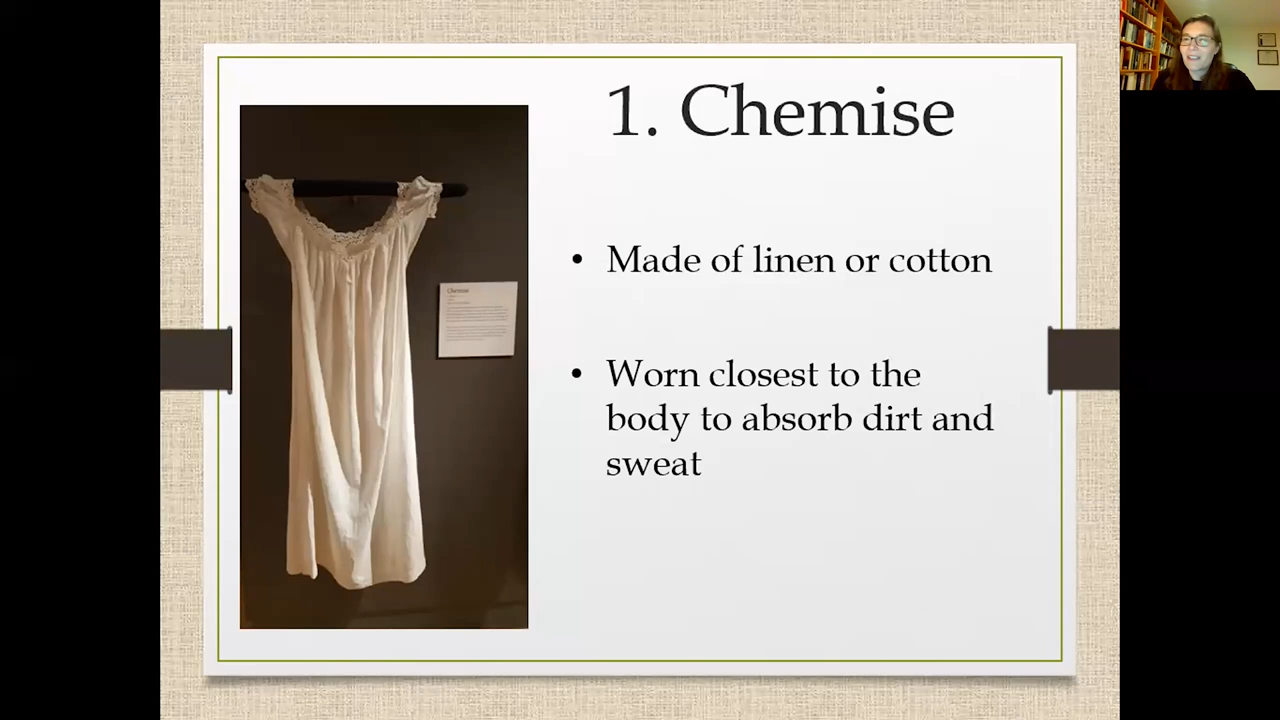 1. Chemise
• Made of linen or cotton
• Worn closest to the
body to absorb dirt and
sweat
Chemise